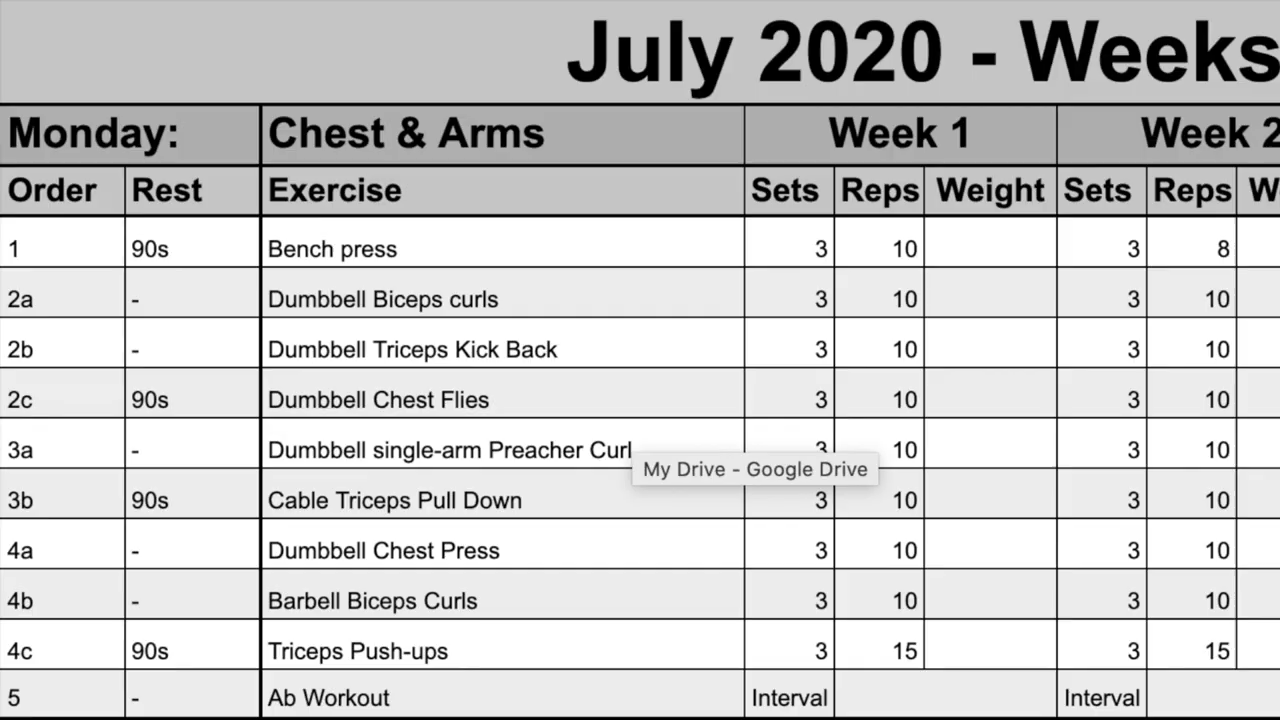 July 2020 - Weeks
Monday: Chest & Arms Week 1 Week 2
Order Rest Exercise Sets Reps Weight Sets Reps
1 90s Bench press 3 10 3 8
2a - Dumbbell Biceps curls 3 10 3 10
2b - Dumbbell Triceps Kick Back 3 10 3 10
2c 90s Dumbbell Chest Flies 3 10 3 10
3a - Dumbbell single-arm Preacher Curl 3 10 3 10
My Drive - Google Drive
3b 90s Cable Triceps Pull Down 3 10 3 10
4a - Dumbbell Chest Press 3 10 3 10
4b - Barbell Biceps Curls 3 10 3 10
4c 90s Triceps Push-ups 3 15 3 15
5 - Ab Workout Interval Interval